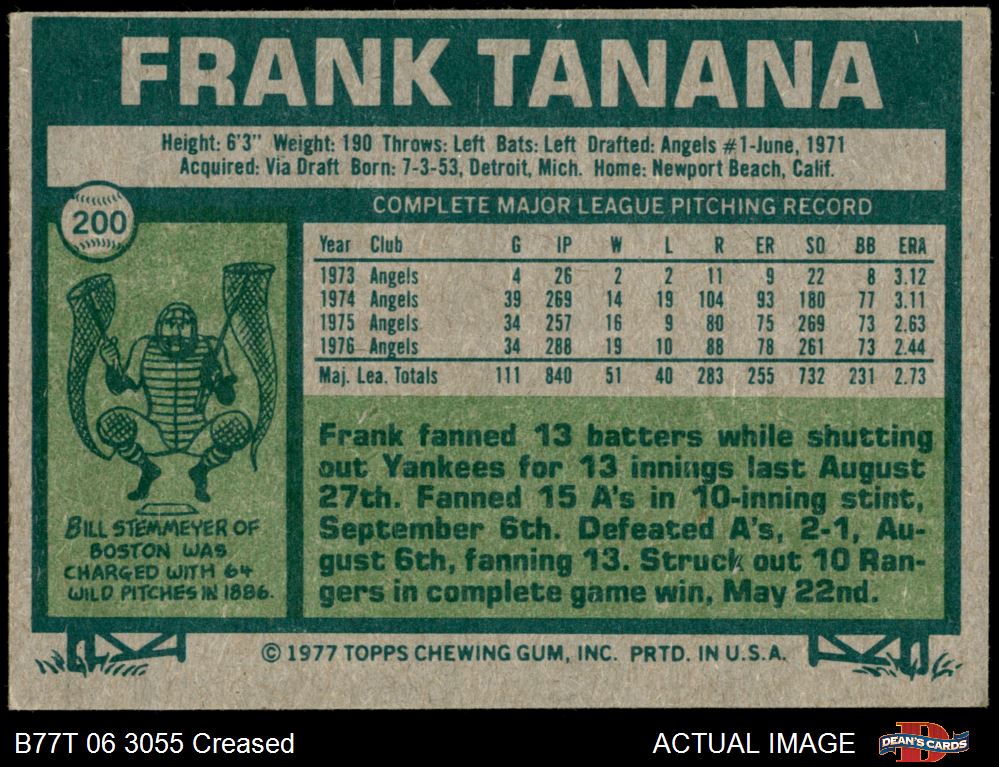 FRANK TANANA
Height: 6'3" Weight: 190 Throws: Left Bats: Left Drafted: Angels #1-June, 1971
Acquired: Via Draft Born: 7-3-53, Detroit, Mich. Home: Newport Beach, Calif.
200
COMPLETE MAJOR LEAGUE PITCHING RECORD
Year Club G IP W L R ER SO BB ERA
1973 Angels 4 26 2 2 11 9 22 8 3.12
1974 Angels 39 269 14 19 104 93 180 77 3.11
1975 Angels 34 257 16 9 80 75 269 73 2.63
1976 Angels 34 288 19 10 88 78 261 73 2.44
Maj. Lea. Totals 111 840 51 40 283 255 732 231 2.73
BILL STEMMEYER OF
BOSTON WAS
CHARGED WITH 64
WILD PITCHES IN 1886.
Frank fanned 13 batters while shutting
out Yankees for 13 innings last August
27th. Fanned 15 A's in 10-inning stint,
September 6th. Defeated A's, 2-1, Au-
gust 6th, fanning 13. Struck out 10 Ran-
gers in complete game win, May 22nd.
© 1977 TOPPS CHEWING GUM, INC. PRTD. IN U.S.A.
B77T 06 3055 Creased
ACTUAL IMAGE
D
DEAN'S CARDS